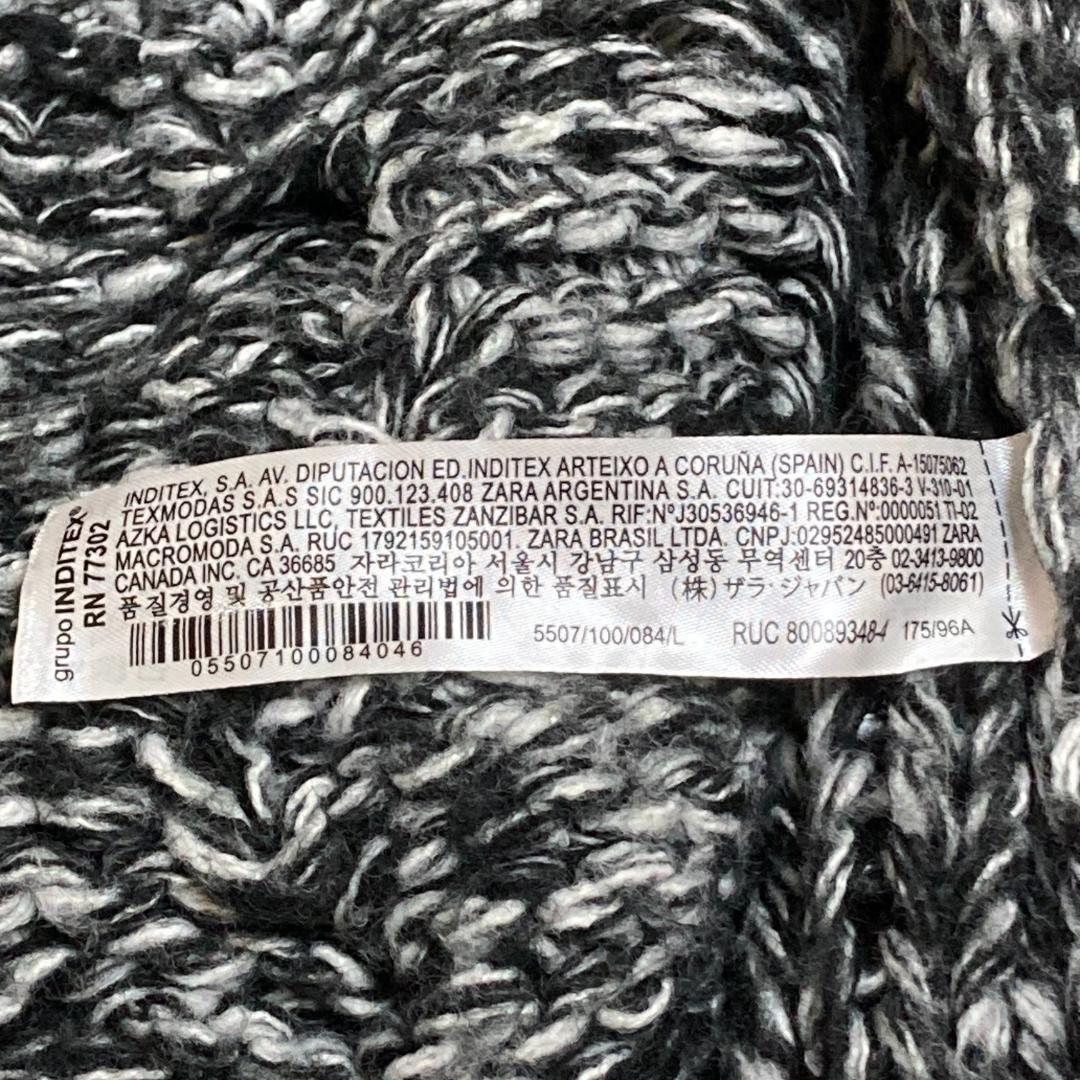 grupo INDITEX®
RN 77302
INDITEX, S.A. AV. DIPUTACION ED.INDITEX ARTEIXO A CORUÑA (SPAIN) C.I.F. A-15075062
TEXMODAS S.A.S SIC 900.123.408 ZARA ARGENTINA S.A. CUIT:30-69314836-3 V-310-01
AZKA LOGISTICS LLC, TEXTILES ZANZIBAR S.A. RIF:NºJ30536946-1 REG.Nº:0000051 TI-02
MACROMODA S.A. RUC 1792159105001. ZARA BRASIL LTDA. CNPJ:02952485000491 ZARA
CANADA INC. CA 36685 자라코리아 서울시 강남구 삼성동 무역센터 20층 02-3413-9800
품질경영 및 공산품안전 관리법에 의한 품질표시 (株)ザラ・ジャパン (03-6415-8061)
5507/100/084/L RUC 800893484 175/96A
05507100084046